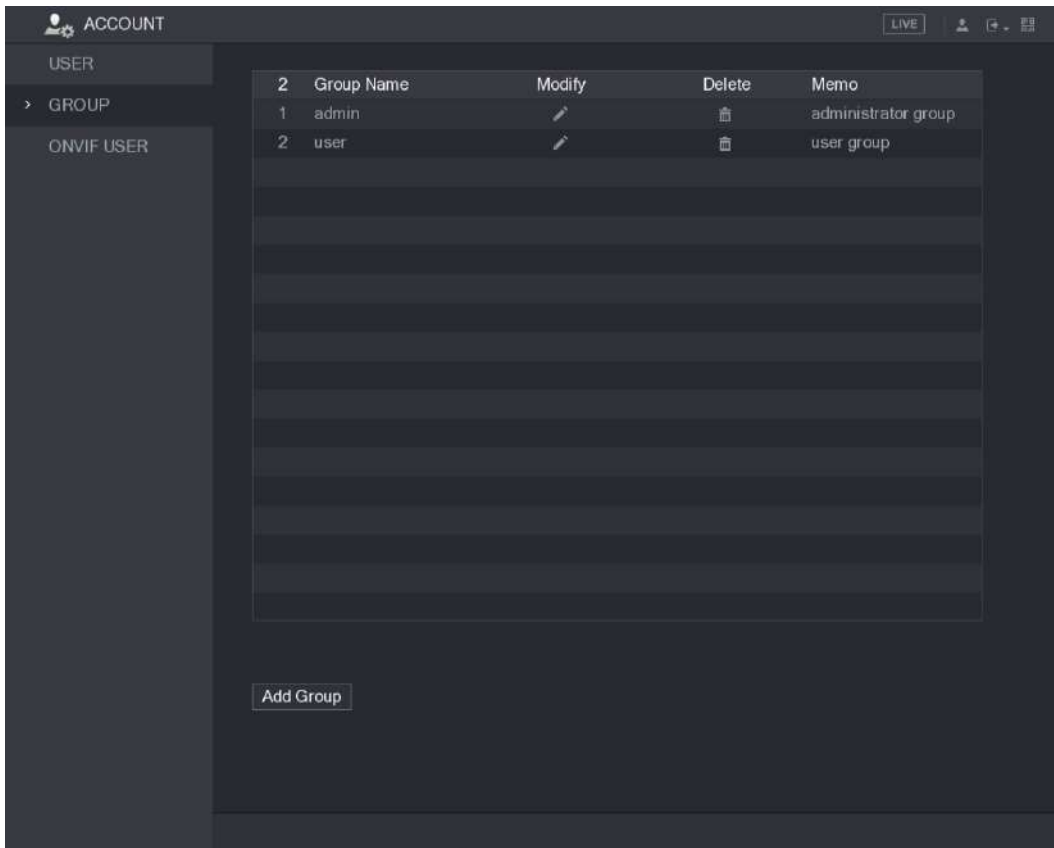 ACCOUNT LIVE
USER
GROUP
ONVIF USER
2 Group Name Modify Delete Memo
1 admin administrator group
2 user user group
Add Group